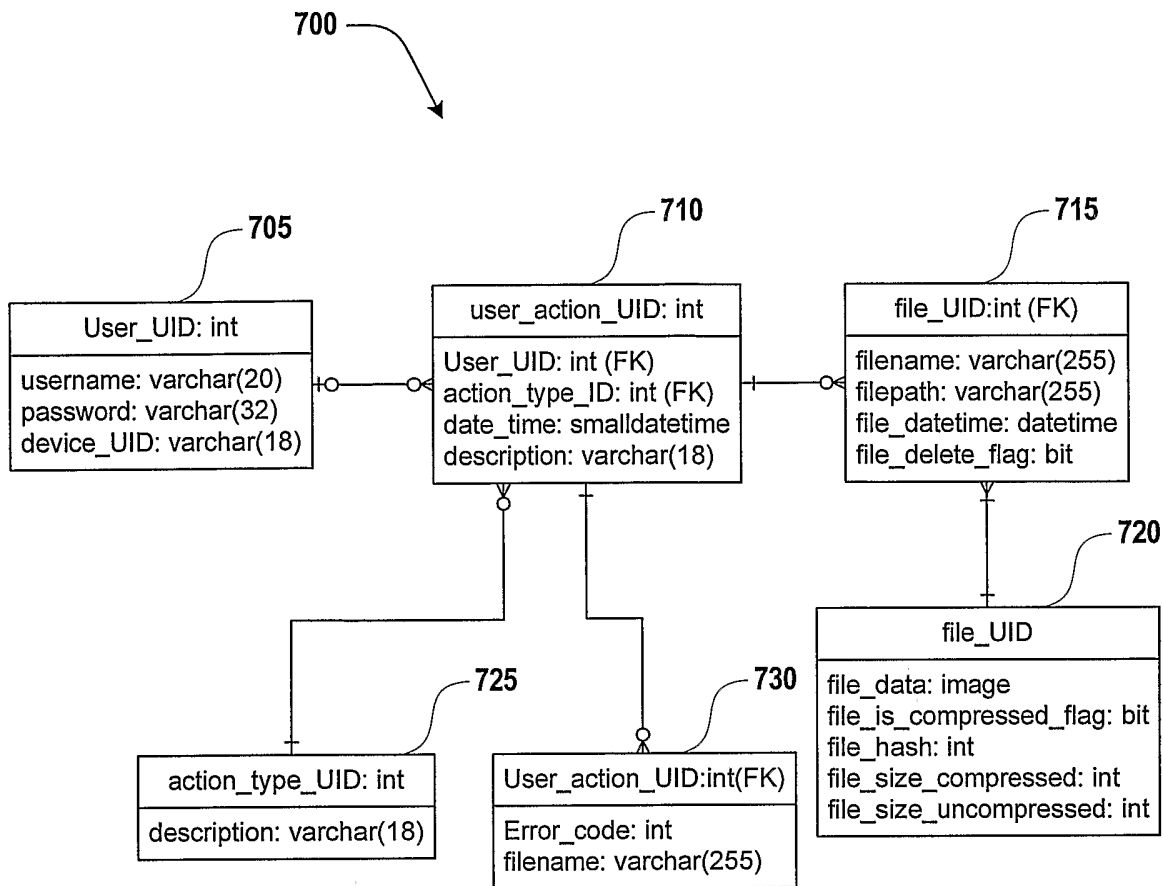 700
705
710
715
User_UID: int
username: varchar(20)
password: varchar(32)
device_UID: varchar(18)
user_action_UID: int
User_UID: int (FK)
action_type_ID: int (FK)
date_time: smalldatetime
description: varchar(18)
file_UID:int (FK)
filename: varchar(255)
filepath: varchar(255)
file_datetime: datetime
file_delete_flag: bit
720
file_UID
file_data: image
file_is_compressed_flag: bit
file_hash: int
file_size_compressed: int
file_size_uncompressed: int
725
action_type_UID: int
description: varchar(18)
730
User_action_UID:int(FK)
Error_code: int
filename: varchar(255)